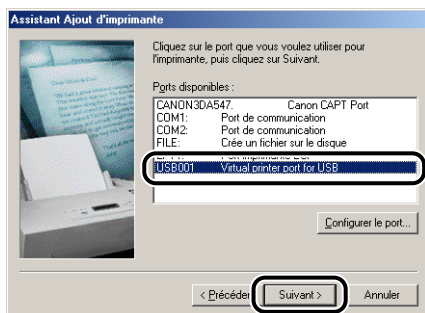 Assistant Ajout d'imprimante
Cliquez sur le port que vous voulez utiliser pour
l'imprimante, puis cliquez sur Suivant.
Ports disponibles :
CANON3DA547. Canon CAPT Port
COM1: Port de communication
COM2: Port de communication
FILE: Crée un fichier sur le disque
USB001 Virtual printer port for USB
Configurer le port...
< Précéden Suivant > Annuler